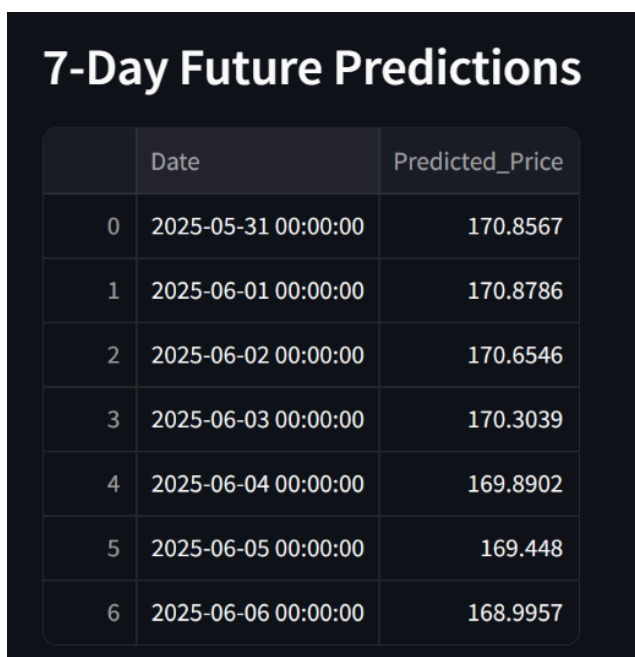 7-Day Future Predictions
Date Predicted_Price
0 2025-05-31 00:00:00 170.8567
1 2025-06-01 00:00:00 170.8786
2 2025-06-02 00:00:00 170.6546
3 2025-06-03 00:00:00 170.3039
4 2025-06-04 00:00:00 169.8902
5 2025-06-05 00:00:00 169.448
6 2025-06-06 00:00:00 168.9957